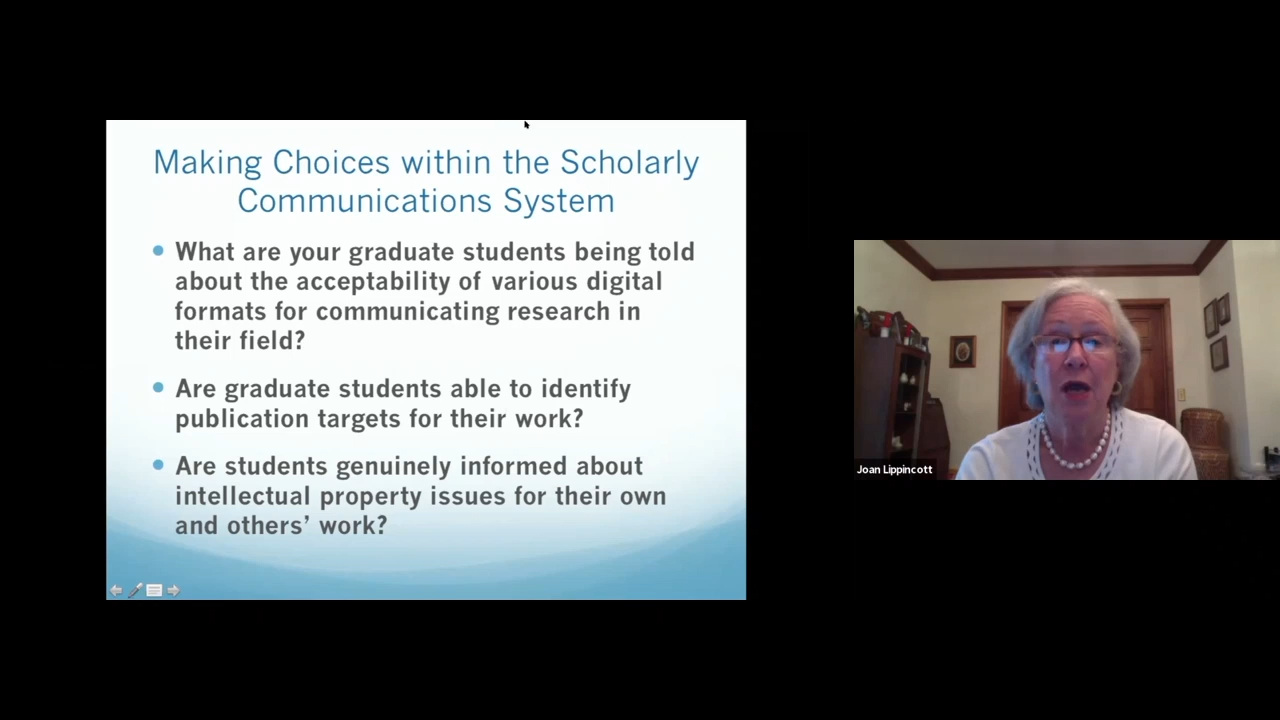 Making Choices within the Scholarly
Communications System
What are your graduate students being told
about the acceptability of various digital
formats for communicating research in
their field?
Are graduate students able to identify
publication targets for their work?
Are students genuinely informed about
intellectual property issues for their own
and others’ work?
Joan Lippincott